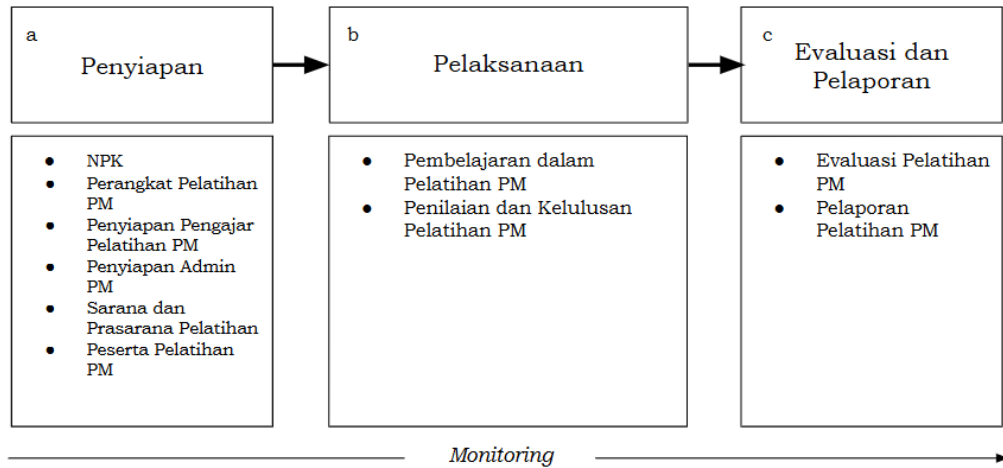 a
Penyiapan
b
Pelaksanaan
c
Evaluasi dan
Pelaporan
● NPK
● Perangkat Pelatihan
PM
● Penyiapan Pengajar
Pelatihan PM
● Penyiapan Admin
PM
● Sarana dan
Prasarana Pelatihan
● Peserta Pelatihan
PM
● Pembelajaran dalam
Pelatihan PM
● Penilaian dan Kelulusan
Pelatihan PM
● Evaluasi Pelatihan
PM
● Pelaporan
Pelatihan PM
Monitoring